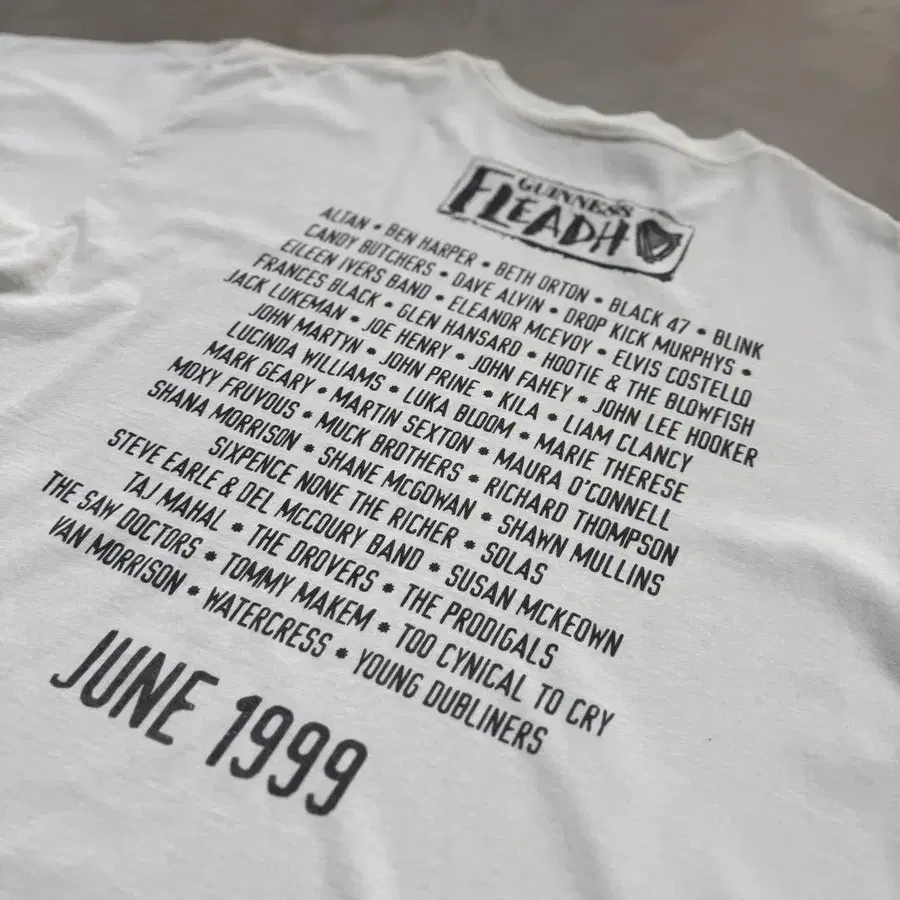 GUINNESS
FLEADH
ALTAN • BEN HARPER • BETH ORTON • BLACK 47 • BLINK
CANDY BUTCHERS • DAVE ALVIN • DROP KICK MURPHYS •
EILEEN IVERS BAND • ELEANOR MCEVOY • ELVIS COSTELLO
FRANCES BLACK • GLEN HANSARD • HOOTIE & THE BLOWFISH
JACK LUKEMAN • JOE HENRY • JOHN FAHEY • JOHN LEE HOOKER
JOHN MARTYN • JOHN PRINE • KILA • LIAM CLANCY
LUCINDA WILLIAMS • LUKA BLOOM • MARIE THERESE
MARK GEARY • MARTIN SEXTON • MAURA O'CONNELL
MOXY FRUVOUS • MUCK BROTHERS • RICHARD THOMPSON
SHANA MORRISON • SHANE MCGOWAN • SHAWN MULLINS
SIXPENCE NONE THE RICHER • SOLAS
STEVE EARLE & DEL MCCOURY BAND • SUSAN MCKEOWN
TAJ MAHAL • THE DROVERS • THE PRODIGALS
THE SAW DOCTORS • TOMMY MAKEM • TOO CYNICAL TO CRY
VAN MORRISON • WATERCRESS • YOUNG DUBLINERS
JUNE 1999